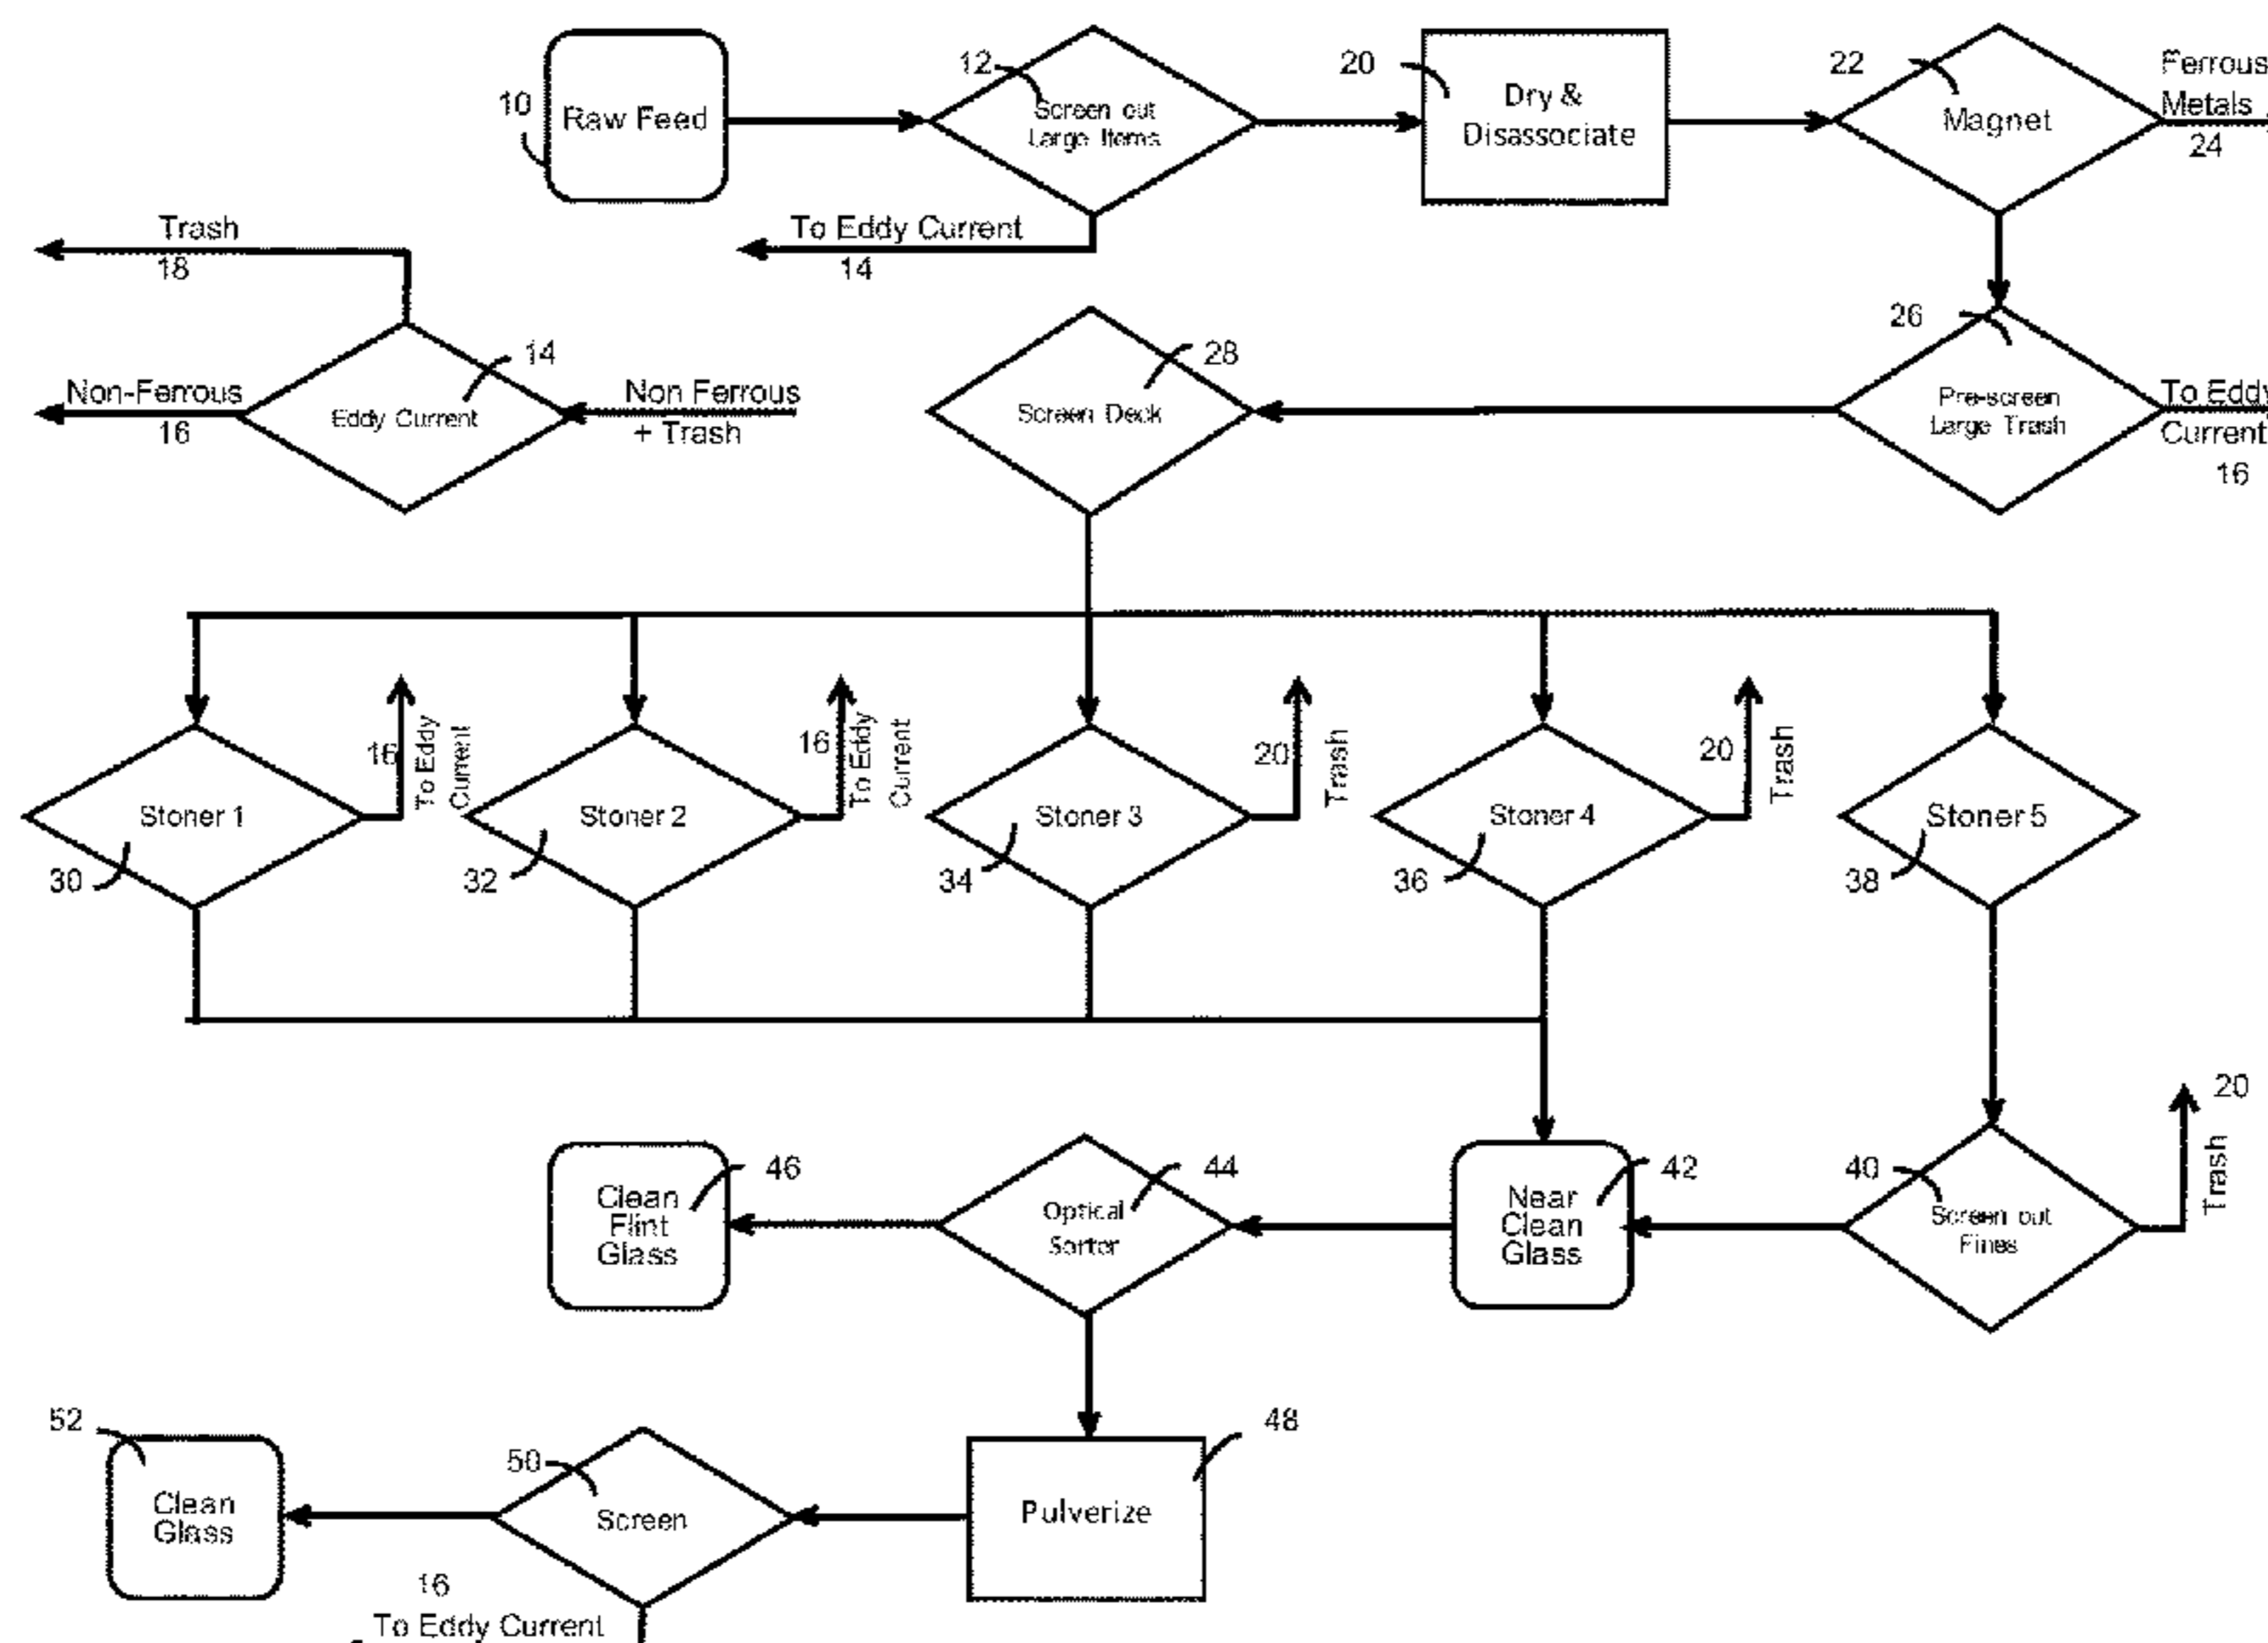 10
Raw Feed
12
Screen out
Large Items
20
Dry &
Disassociate
22
Magnet
Ferrous
Metals
24
Trash
18
To Eddy Current
14
26
14
28
Non-Ferrous
16
Eddy Current
Non Ferrous
+ Trash
Screen Deck
Pre-screen
Large Trash
To Eddy
Current
16
16
To Eddy
Current
16
To Eddy
Current
20
Trash
20
Trash
Stoner 1
Stoner 2
Stoner 3
Stoner 4
Stoner 5
30
32
34
36
38
20
Trash
46
Clean
Flint
Glass
44
Optical
Sorter
42
Near
Clean
Glass
40
Screen out
Fines
52
Clean
Glass
50
Screen
48
Pulverize
16
To Eddy Current